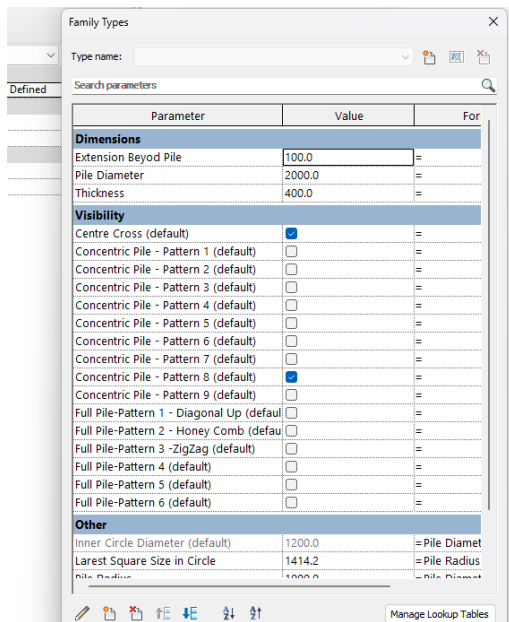 Family Types
Type name:
Search parameters
Defined
Parameter Value For
Dimensions
Extension Beyod Pile 100.0 =
Pile Diameter 2000.0 =
Thickness 400.0 =
Visibility
Centre Cross (default) =
Concentric Pile - Pattern 1 (default) =
Concentric Pile - Pattern 2 (default) =
Concentric Pile - Pattern 3 (default) =
Concentric Pile - Pattern 4 (default) =
Concentric Pile - Pattern 5 (default) =
Concentric Pile - Pattern 6 (default) =
Concentric Pile - Pattern 7 (default) =
Concentric Pile - Pattern 8 (default) =
Concentric Pile - Pattern 9 (default) =
Full Pile-Pattern 1 - Diagonal Up (defaul =
Full Pile-Pattern 2 - Honey Comb (defau =
Full Pile-Pattern 3 -ZigZag (default) =
Full Pile-Pattern 4 (default) =
Full Pile-Pattern 5 (default) =
Full Pile-Pattern 6 (default) =
Other
Inner Circle Diameter (default) 1200.0 =Pile Diamet
Larest Square Size in Circle 1414.2 =Pile Radius
Pile Radius 1000.0 =Pile Diamet
Manage Lookup Tables